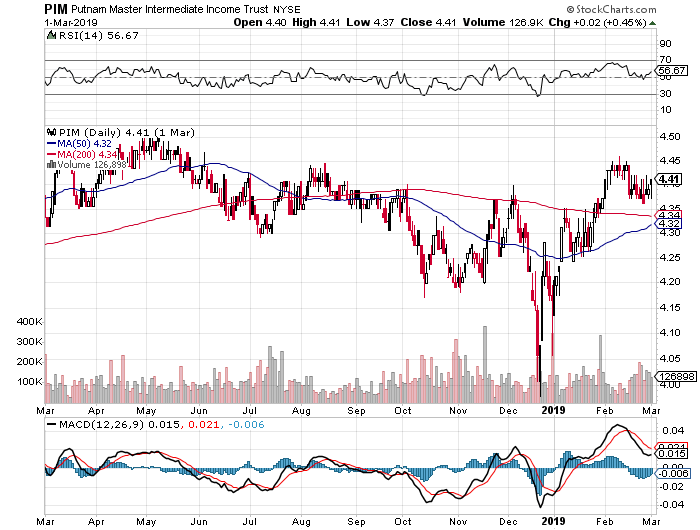 PIM Putnam Master Intermediate Income Trust NYSE
© StockCharts.com
1-Mar-2019
Open 4.40 High 4.41 Low 4.37 Close 4.41 Volume 126.9K Chg +0.02 (+0.45%)
RSI(14) 56.67
90
70
56.67
50
30
10
PIM (Daily) 4.41 (1 Mar)
MA(50) 4.32
MA(200) 4.34
Volume 126,898
4.50
4.45
4.41
4.40
4.35
4.34
4.32
4.30
4.25
4.20
4.15
4.10
4.05
4.00
400K
300K
200K
100K
126898
Mar Apr May Jun Jul Aug Sep Oct Nov Dec 2019 Feb Mar
MACD(12,26,9) 0.015, 0.021, -0.006
0.04
0.021
0.015
0.00
-0.006
-0.02
-0.04
Mar Apr May Jun Jul Aug Sep Oct Nov Dec 2019 Feb Mar